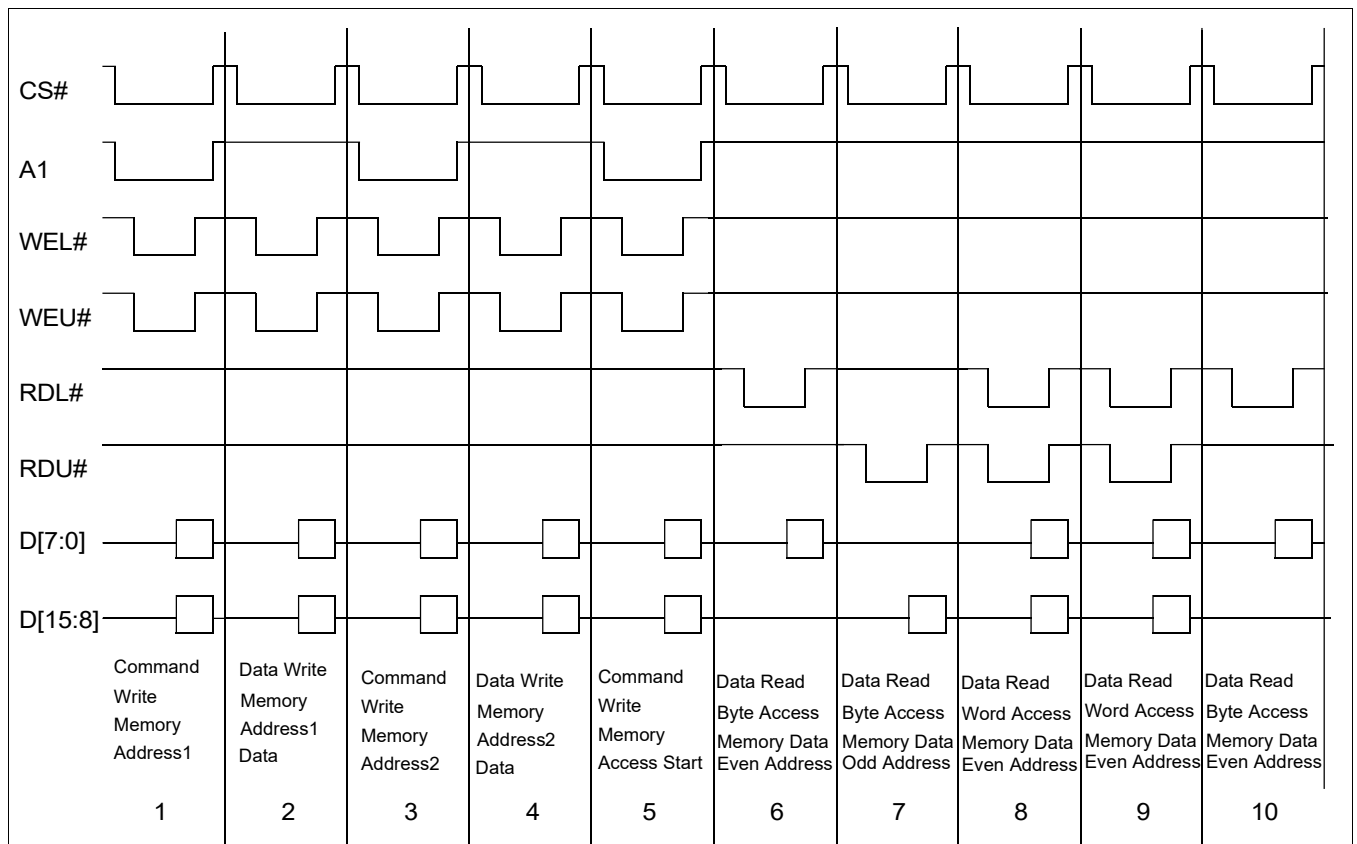 CS#
A1
WEL#
WEU#
RDL#
RDU#
D[7:0]
D[15:8]
Command
Write
Memory
Address1
1
Data Write
Memory
Address1
Data
2
Command
Write
Memory
Address2
3
Data Write
Memory
Address2
Data
4
Command
Write
Memory
Access Start
5
Data Read
Byte Access
Memory Data
Even Address
6
Data Read
Byte Access
Memory Data
Odd Address
7
Data Read
Word Access
Memory Data
Even Address
8
Data Read
Word Access
Memory Data
Even Address
9
Data Read
Byte Access
Memory Data
Even Address
10